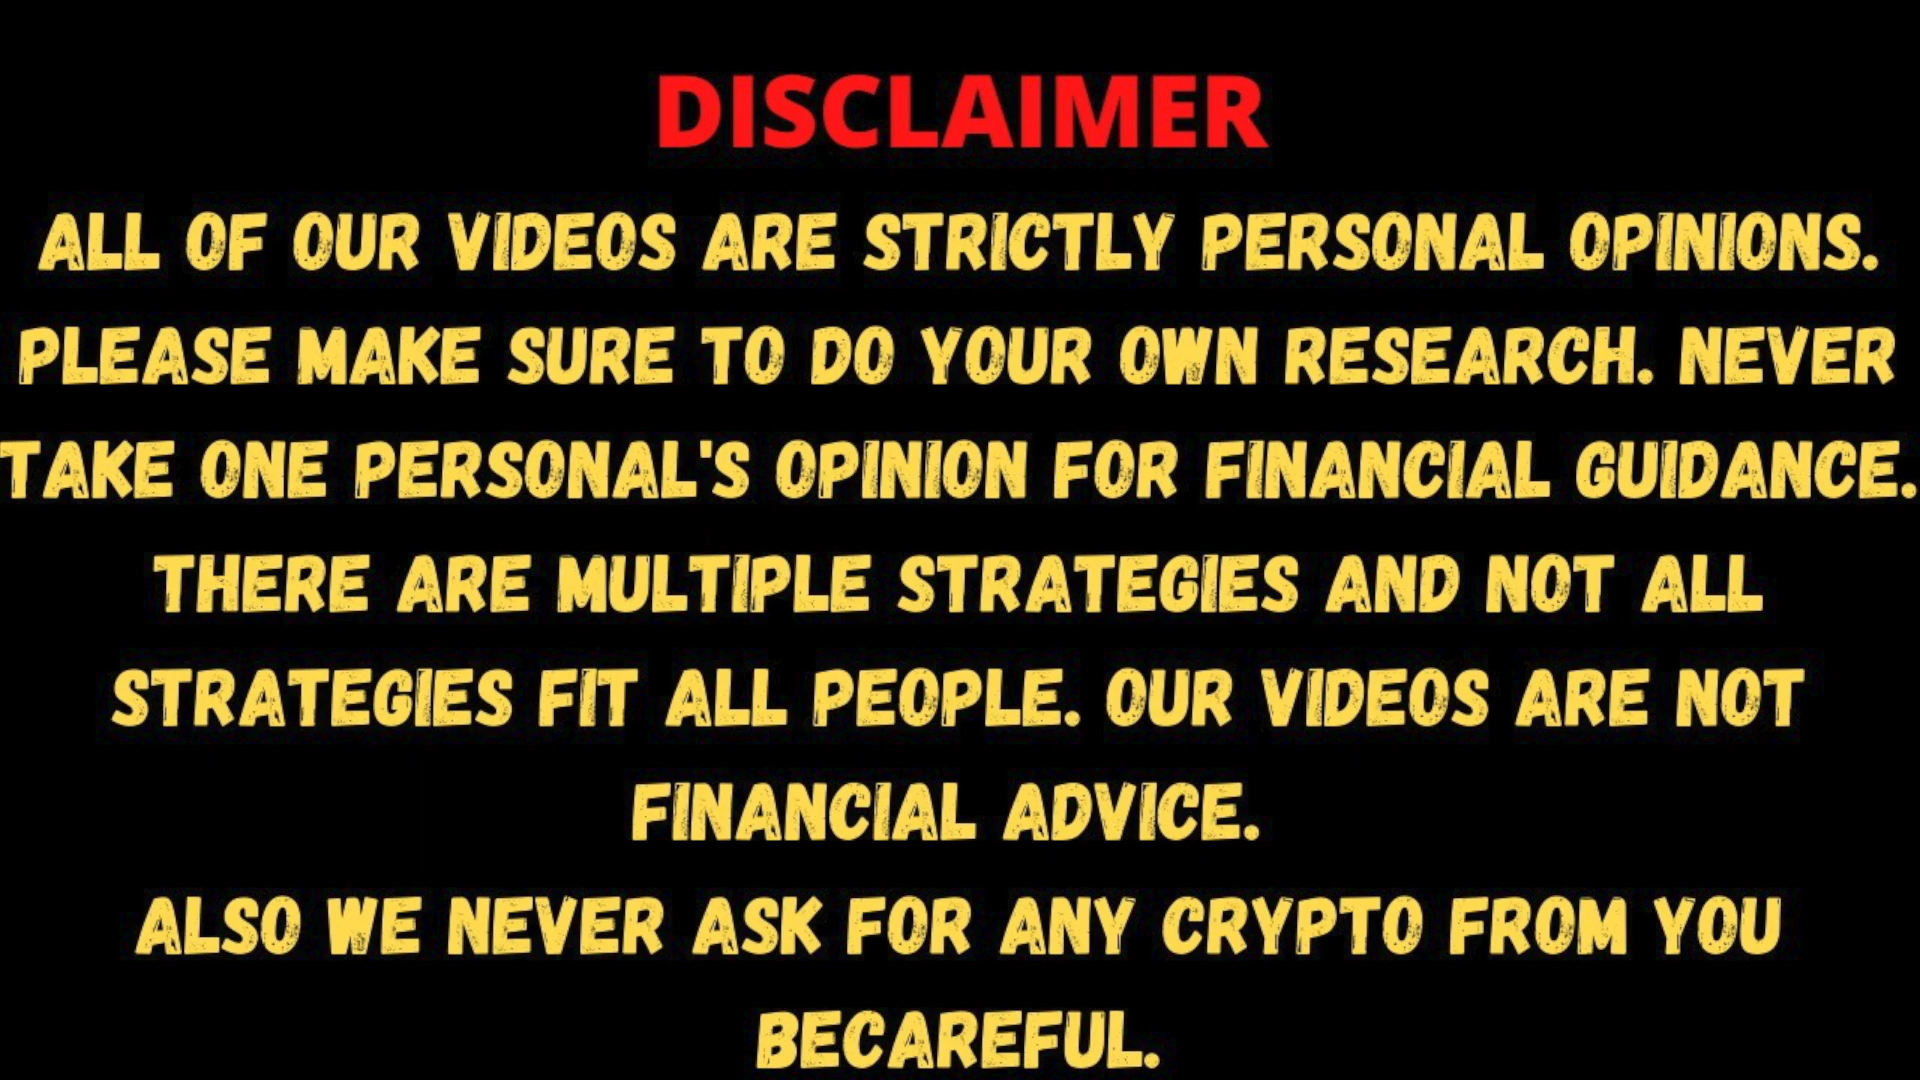 DISCLAIMER
ALL OF OUR VIDEOS ARE STRICTLY PERSONAL OPINIONS.
PLEASE MAKE SURE TO DO YOUR OWN RESEARCH. NEVER
TAKE ONE PERSONAL'S OPINION FOR FINANCIAL GUIDANCE.
THERE ARE MULTIPLE STRATEGIES AND NOT ALL
STRATEGIES FIT ALL PEOPLE. OUR VIDEOS ARE NOT
FINANCIAL ADVICE.
ALSO WE NEVER ASK FOR ANY CRYPTO FROM YOU
BECAREFUL.